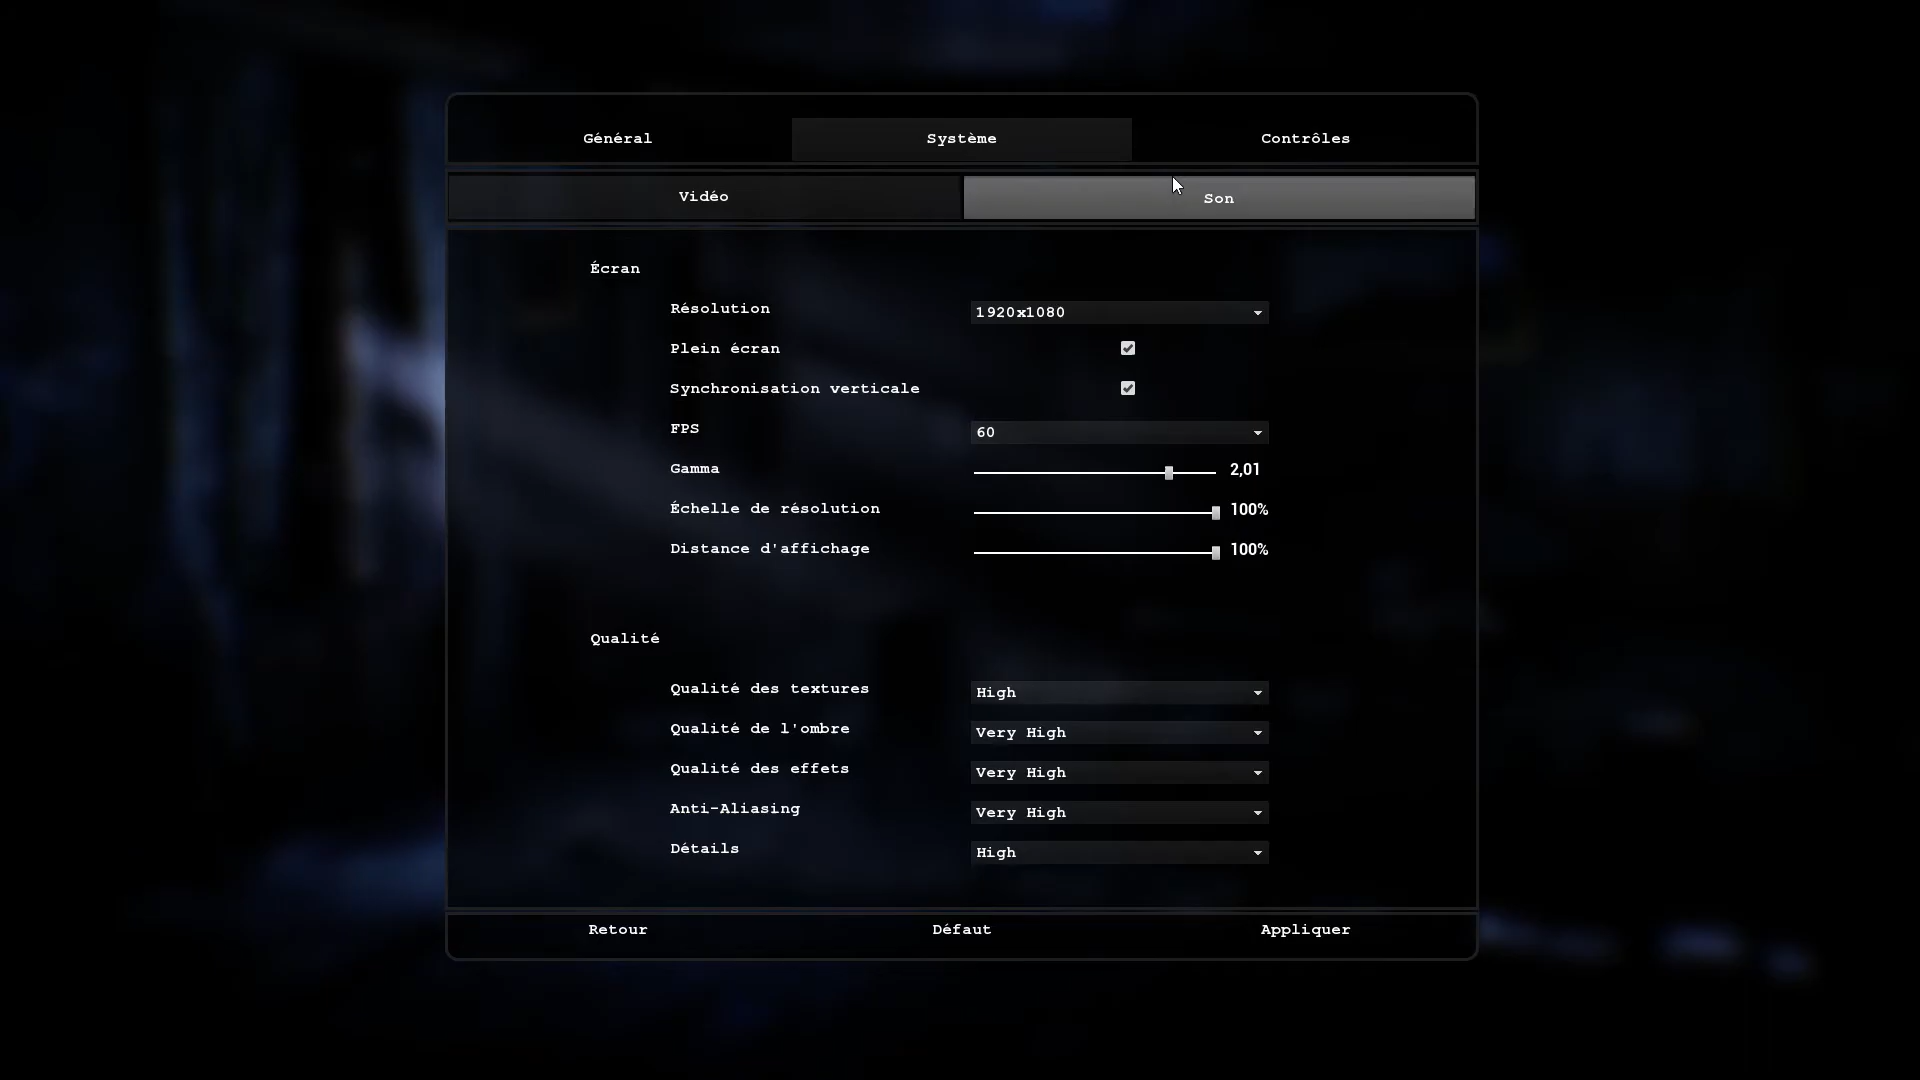 Général Système Contrôles
Vidéo Son
Écran
Résolution 1920x1080
Plein écran
Synchronisation verticale
FPS 60
Gamma 2,01
Échelle de résolution 100%
Distance d'affichage 100%
Qualité
Qualité des textures High
Qualité de l'ombre Very High
Qualité des effets Very High
Anti-Aliasing Very High
Détails High
Retour Défaut Appliquer